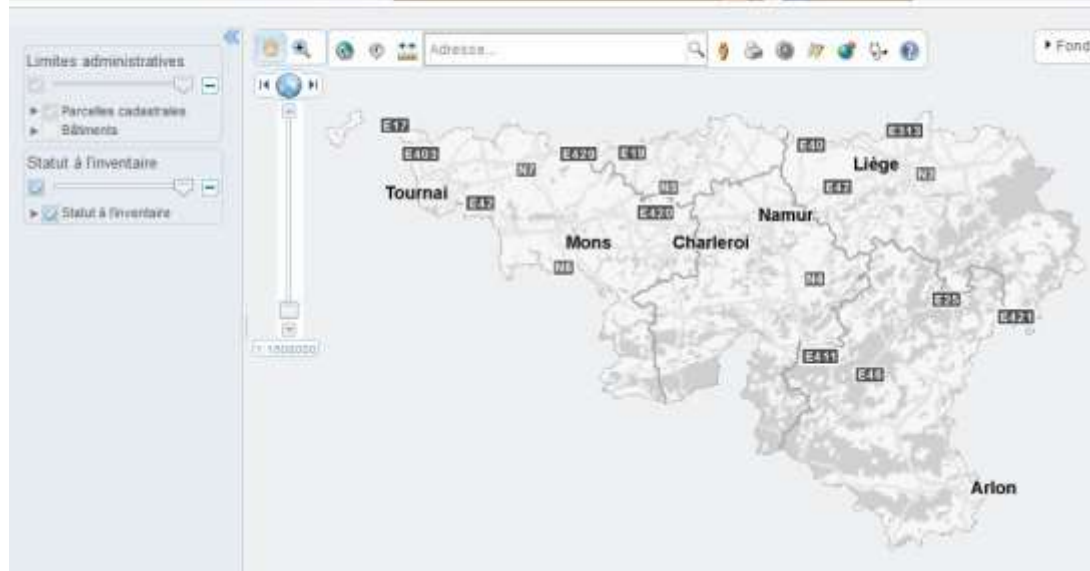 Limites administratives
Parcelles cadastrales
Bâtiments
Statut à l'inventaire
Statut à l'inventaire
Adresse...
Fond
E17
E403
N7
E429
E19
N5
E40
E313
Liège
N3
E42
Tournai
E42
E420
Namur
Mons
Charleroi
N6
N4
E25
E421
E411
E46
Arlon